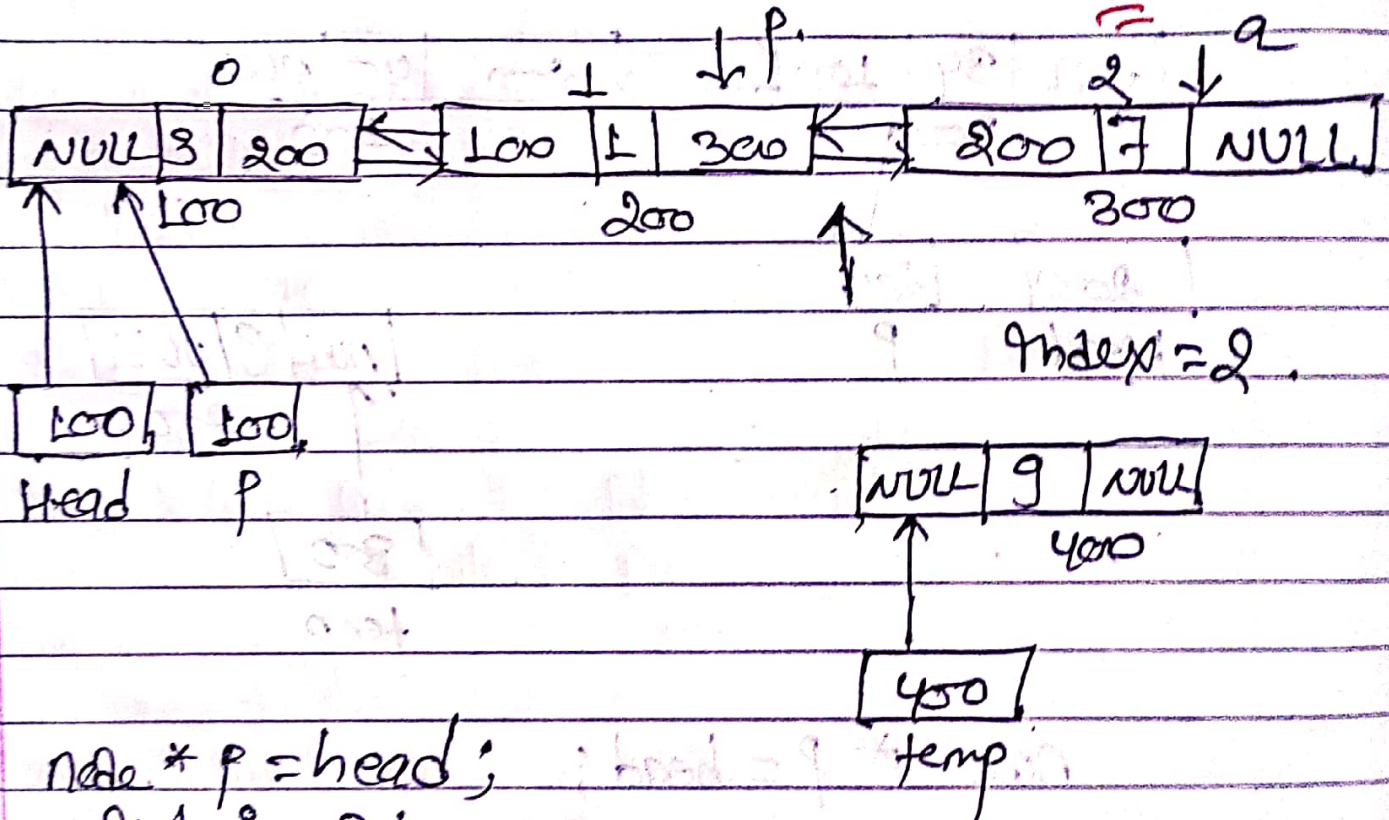 p.
0 1 2 q
NULL 3 200 100 1 300 200 7 NULL
100 200 300
Index = 2.
100 100
Head p
NULL 9 NULL
400
400
temp
node * p = head ;